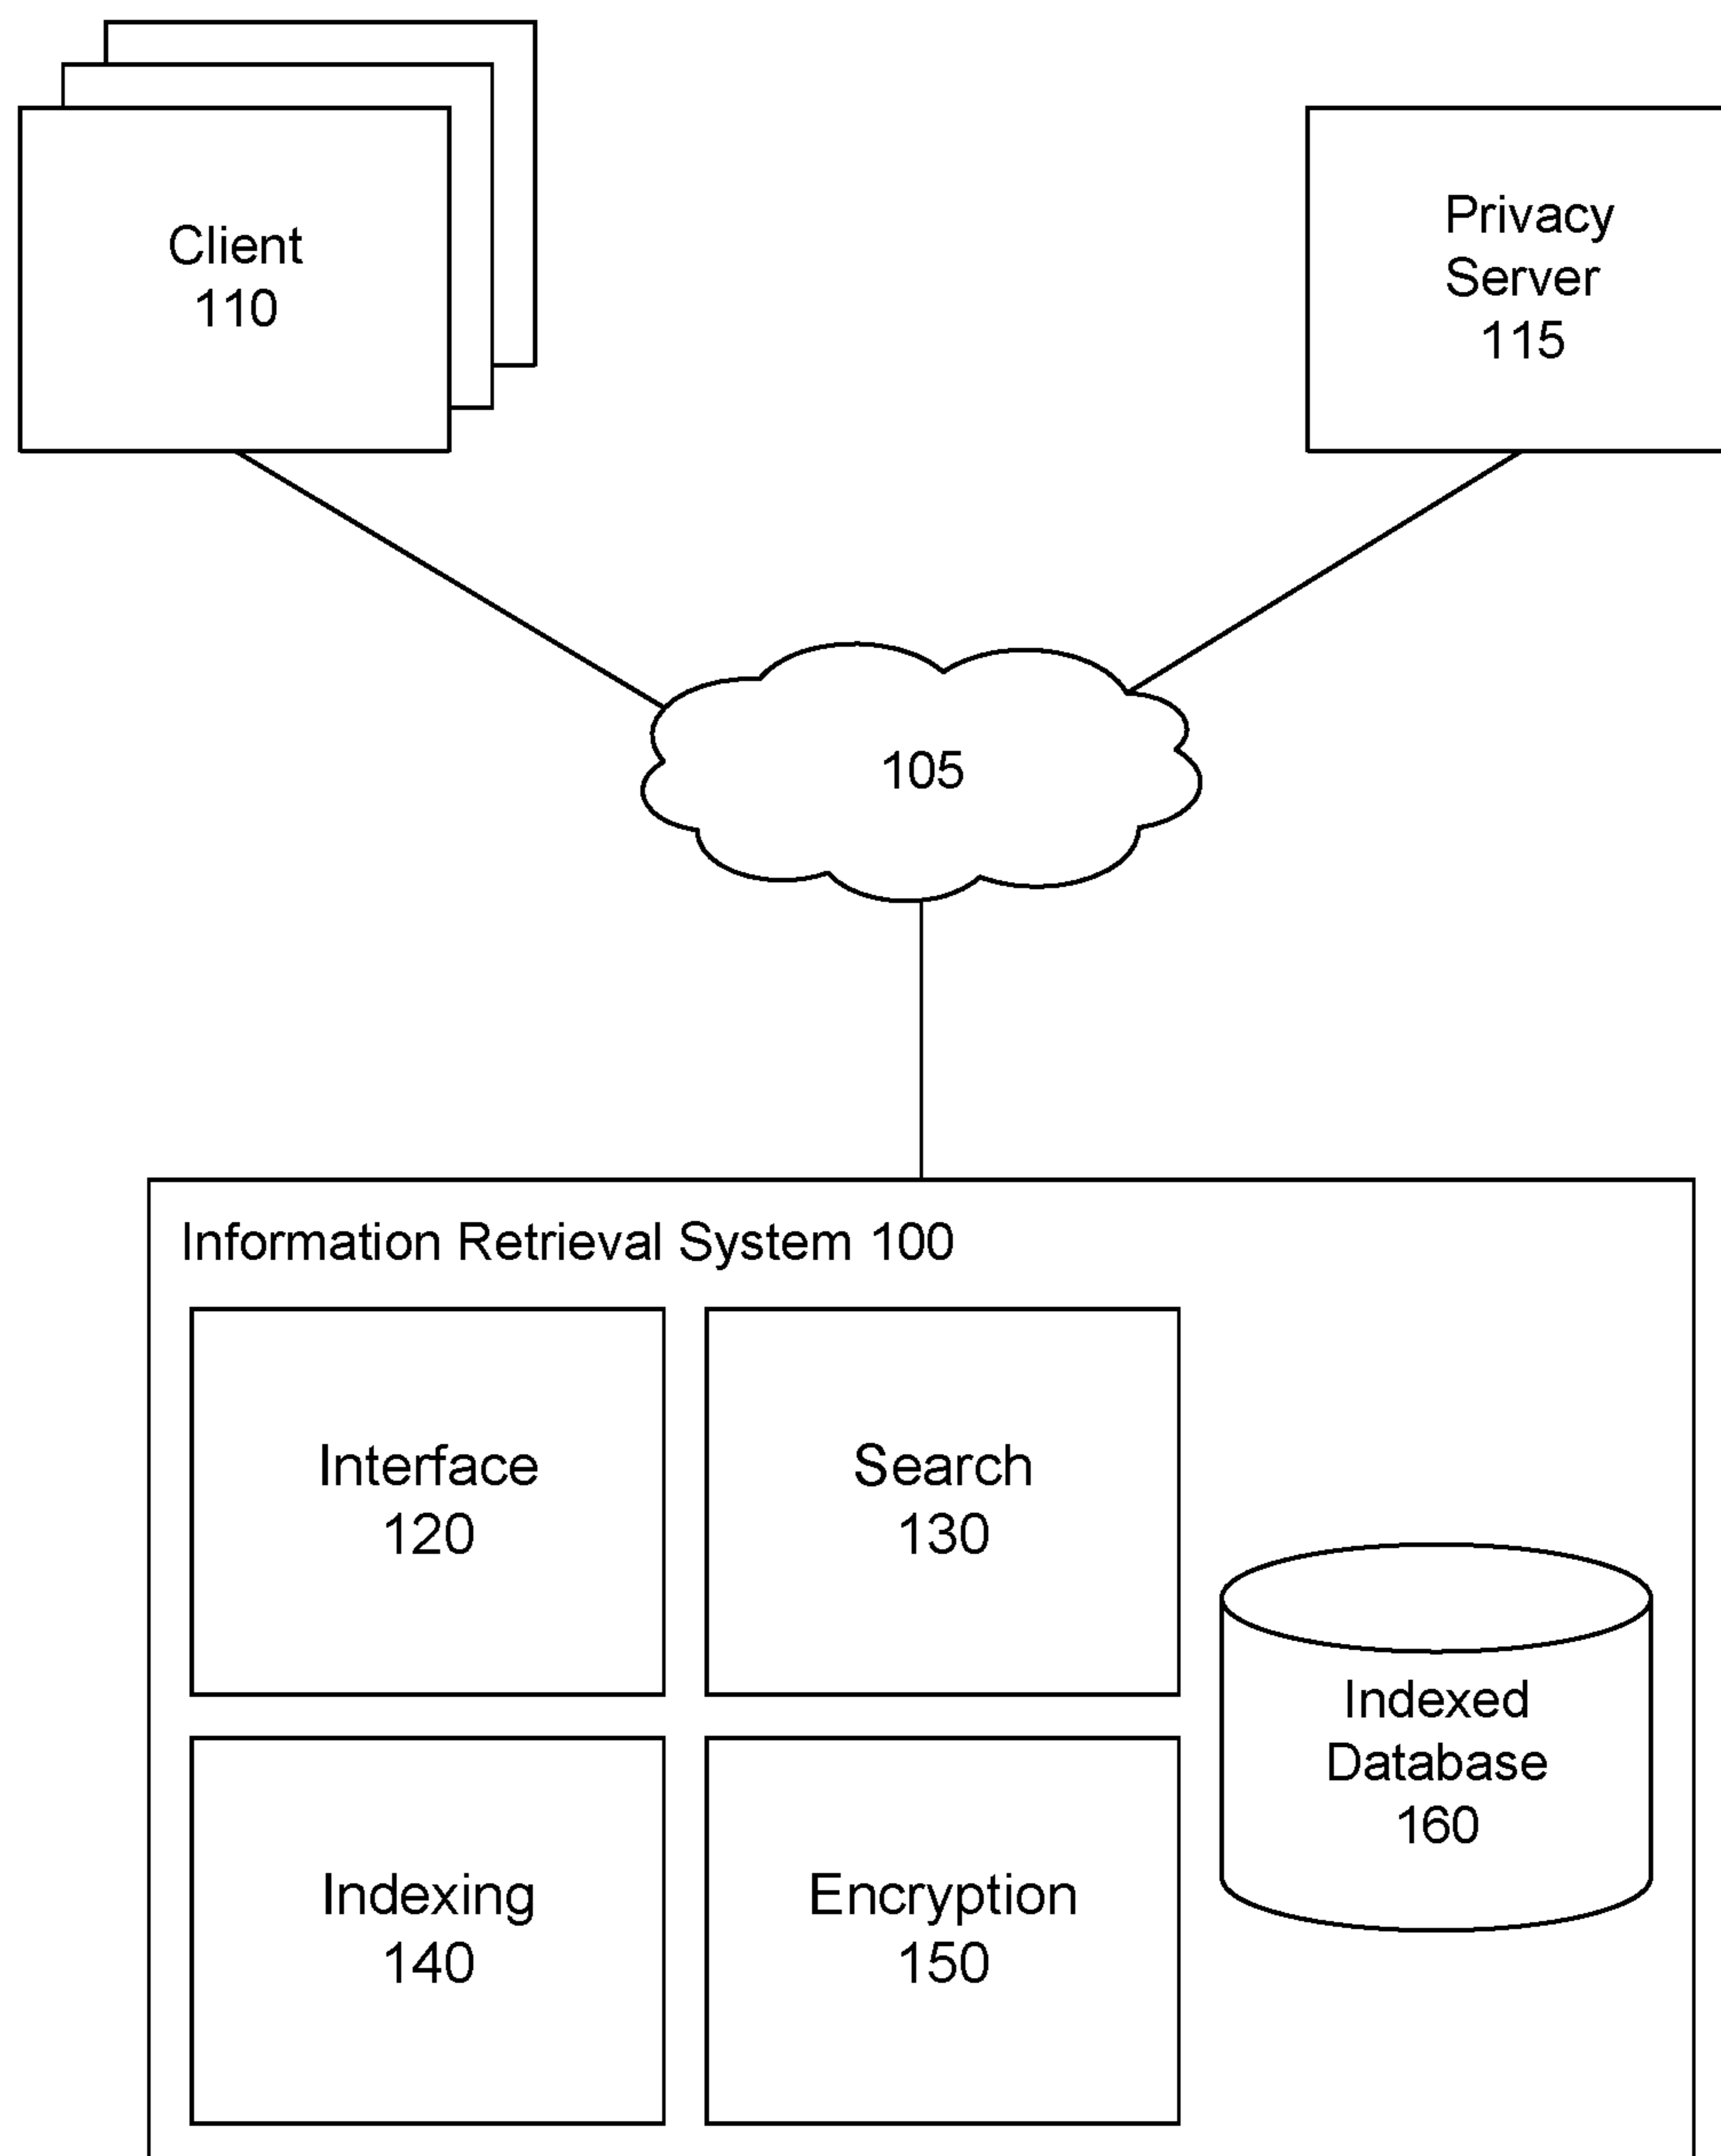 Client
110
Privacy
Server
115
105
Information Retrieval System 100
Interface
120
Search
130
Indexed
Database
160
Indexing
140
Encryption
150